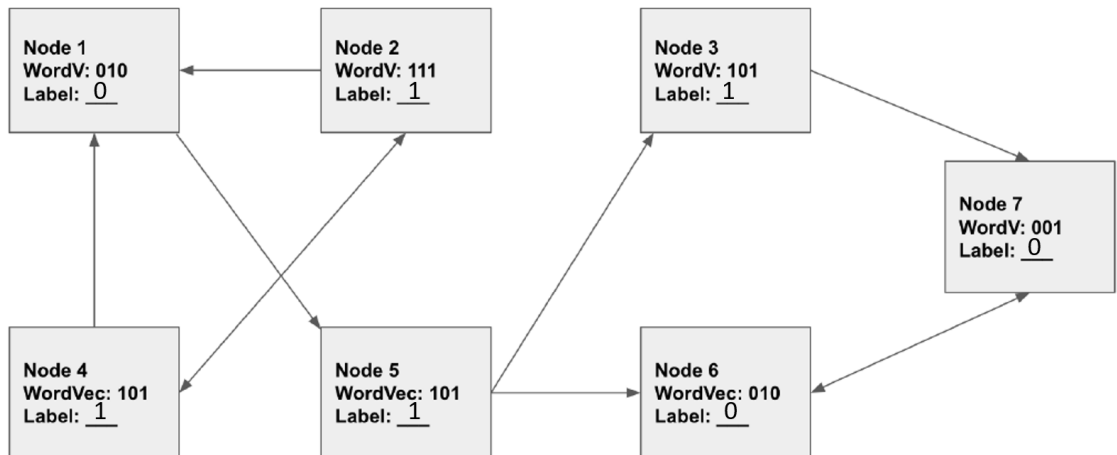 Node 1
WordV: 010
Label: 0
Node 2
WordV: 111
Label: 1
Node 3
WordV: 101
Label: 1
Node 7
WordV: 001
Label: 0
Node 4
WordVec: 101
Label: 1
Node 5
WordVec: 101
Label: 1
Node 6
WordVec: 010
Label: 0